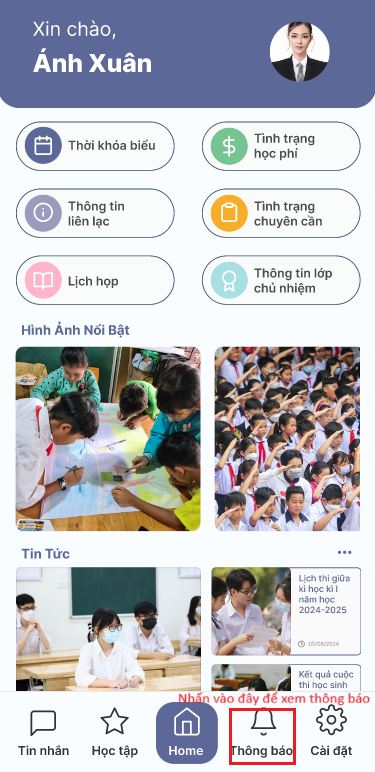 Xin chào,
Ánh Xuân
Thời khóa biểu
Tình trạng
học phí
Thông tin
liên lạc
Tình trạng
chuyên cần
Lịch họp
Thông tin lớp
chủ nhiệm
Hình Ảnh Nổi Bật
Tin Tức
Lịch thi giữa
kì học kì I
năm học
2024-2025
05/08/2024
Kết quả cuộc
thi học sinh
Nhấn vào đây để xem thông báo
Tin nhắn
Học tập
Home
Thông báo
Cài đặt